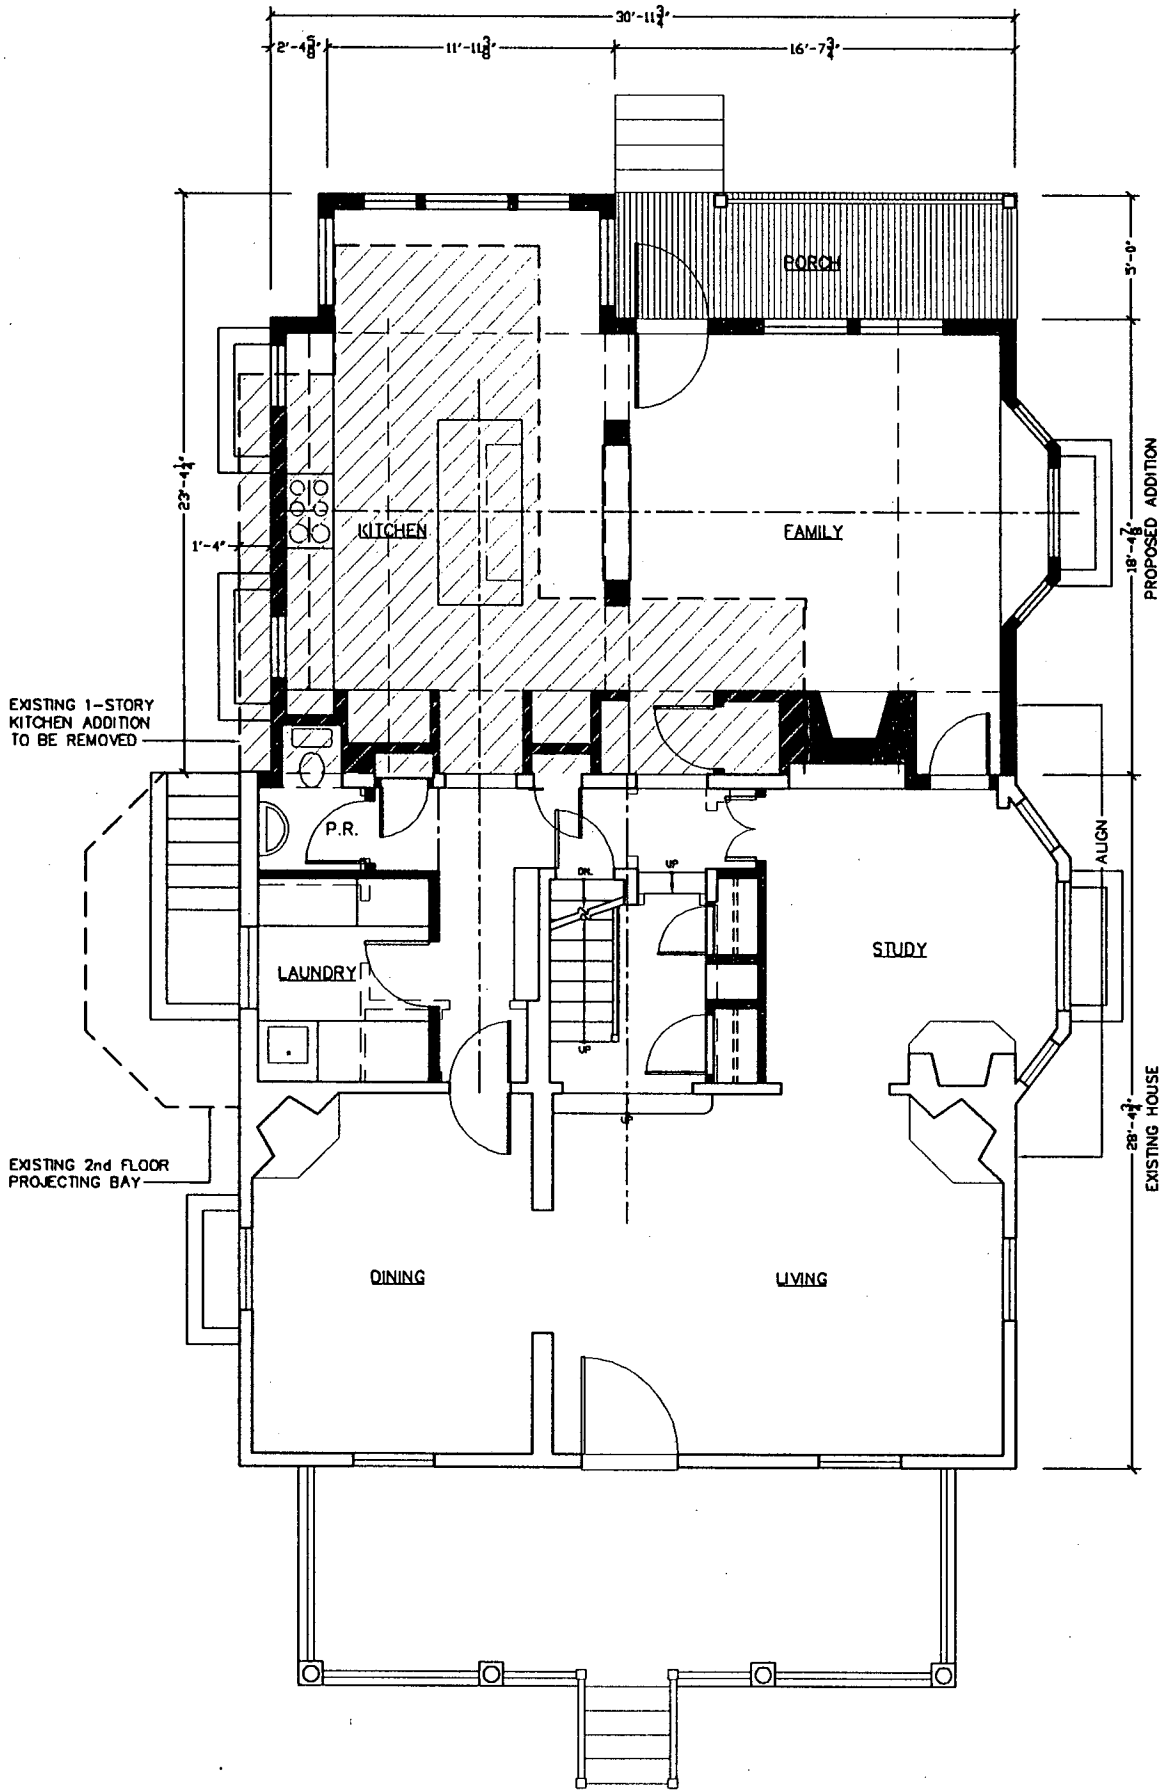 30'-11 3/4"
2'-4 5/8"
11'-11 3/8"
16'-7 3/4"
PORCH
5'-0"
23'-4 1/2"
KITCHEN
FAMILY
1'-4"
18'-4 7/8"
PROPOSED ADDITION
EXISTING 1-STORY
KITCHEN ADDITION
TO BE REMOVED
P.R.
ALIGN
DN.
UP
STUDY
LAUNDRY
UP
UP
28'-4 3/4"
EXISTING HOUSE
EXISTING 2nd FLOOR
PROJECTING BAY
DINING
LIVING